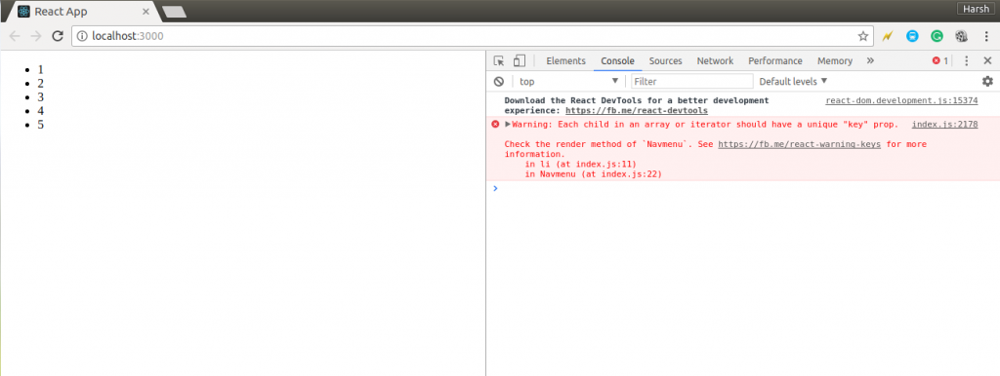 React App
Harsh
localhost:3000
Elements Console Sources Network Performance Memory 1
top Filter Default levels
Download the React DevTools for a better development react-dom.development.js:15374
experience: https://fb.me/react-devtools
Warning: Each child in an array or iterator should have a unique "key" prop. index.js:2178
Check the render method of `Navmenu`. See https://fb.me/react-warning-keys for more
information.
in li (at index.js:11)
in Navmenu (at index.js:22)
1
2
3
4
5